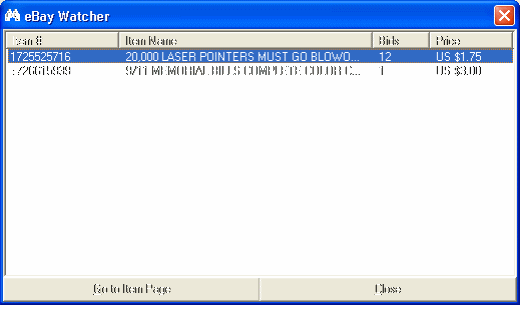 eBay Watcher
Item # Item Name Bids Price
1725525716 20,000 LASER POINTERS MUST GO BLOWO... 12 US $1.75
1726615939 9/11 MEMORIAL BILLS COMPLETE COLOR C... 1 US $3.00
Go to Item Page Close